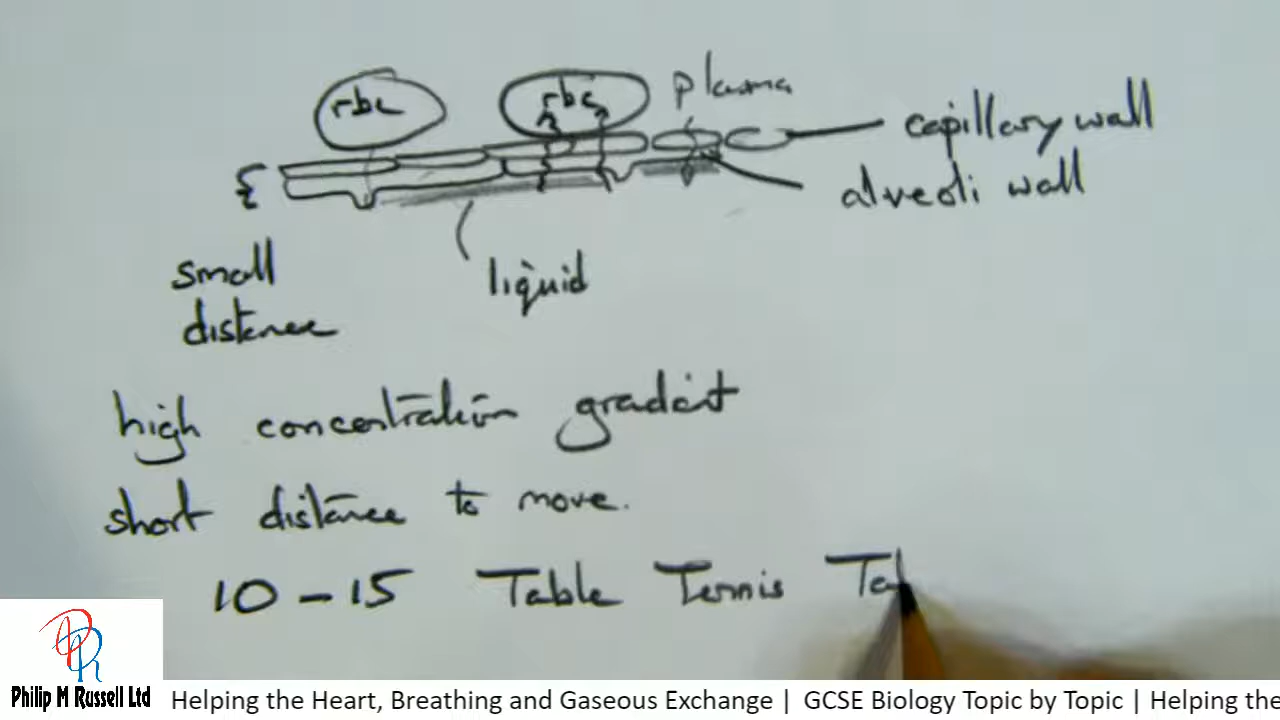 rbc
rbc
plasma
capillary wall
alveoli wall
small
distance
liquid
high concentration gradient
short distance to move.
10-15 Table Tennis Tab
Philip M Russell Ltd
Helping the Heart, Breathing and Gaseous Exchange | GCSE Biology Topic by Topic | Helping the